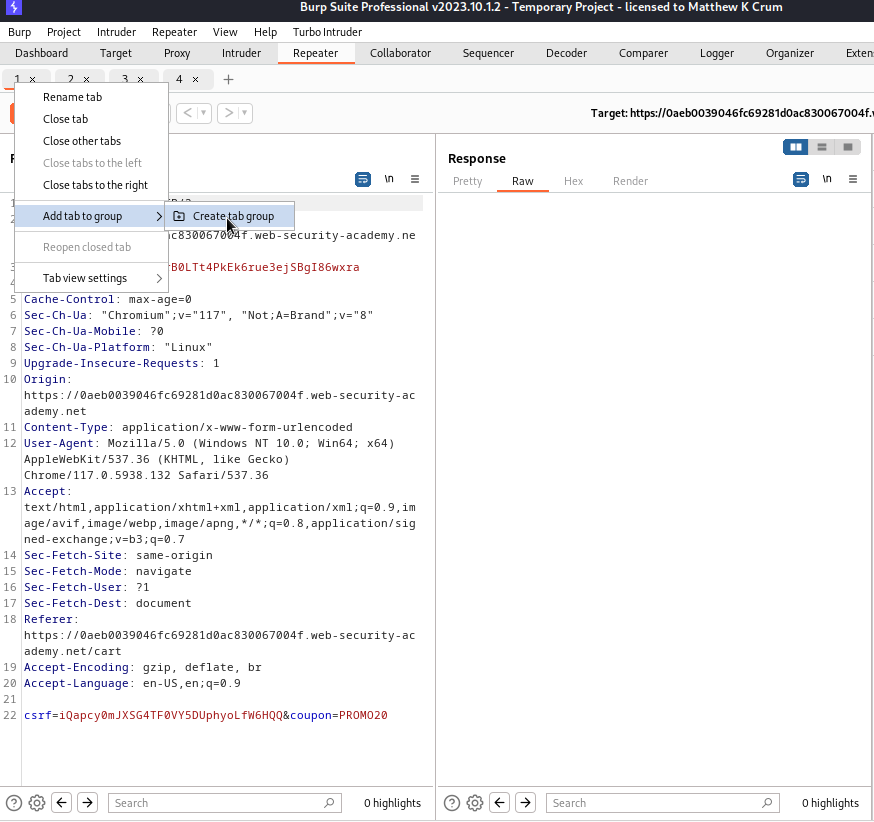 Burp Suite Professional v2023.10.1.2 - Temporary Project - licensed to Matthew K Crum
Burp Project Intruder Repeater View Help Turbo Intruder
Dashboard Target Proxy Intruder Repeater Collaborator Sequencer Decoder Comparer Logger Organizer Exten
1 × 2 × 3 × 4 × +
< >
Target: https://0aeb0039046fc69281d0ac830067004f.
Rename tab
Close tab
Close other tabs
Close tabs to the left
Close tabs to the right
Add tab to group
Create tab group
Reopen closed tab
Tab view settings
Response
\n
Pretty Raw Hex Render
\n
1
2
c830067004f.web-security-academy.ne
3 rB0LTt4PkEk6rue3ejSBgI86wxra
5 Cache-Control: max-age=0
6 Sec-Ch-Ua: "Chromium";v="117", "Not;A=Brand";v="8"
7 Sec-Ch-Ua-Mobile: ?0
8 Sec-Ch-Ua-Platform: "Linux"
9 Upgrade-Insecure-Requests: 1
10 Origin:
https://0aeb0039046fc69281d0ac830067004f.web-security-ac
ademy.net
11 Content-Type: application/x-www-form-urlencoded
12 User-Agent: Mozilla/5.0 (Windows NT 10.0; Win64; x64)
AppleWebKit/537.36 (KHTML, like Gecko)
Chrome/117.0.5938.132 Safari/537.36
13 Accept:
text/html,application/xhtml+xml,application/xml;q=0.9,im
age/avif,image/webp,image/apng,*/*;q=0.8,application/sig
ned-exchange;v=b3;q=0.7
14 Sec-Fetch-Site: same-origin
15 Sec-Fetch-Mode: navigate
16 Sec-Fetch-User: ?1
17 Sec-Fetch-Dest: document
18 Referer:
https://0aeb0039046fc69281d0ac830067004f.web-security-ac
ademy.net/cart
19 Accept-Encoding: gzip, deflate, br
20 Accept-Language: en-US,en;q=0.9
21
22 csrf=iQapcy0mJXSG4TF0VY5DUphyoLfW6HQQ&coupon=PROMO20
Search
0 highlights
Search
0 highlights